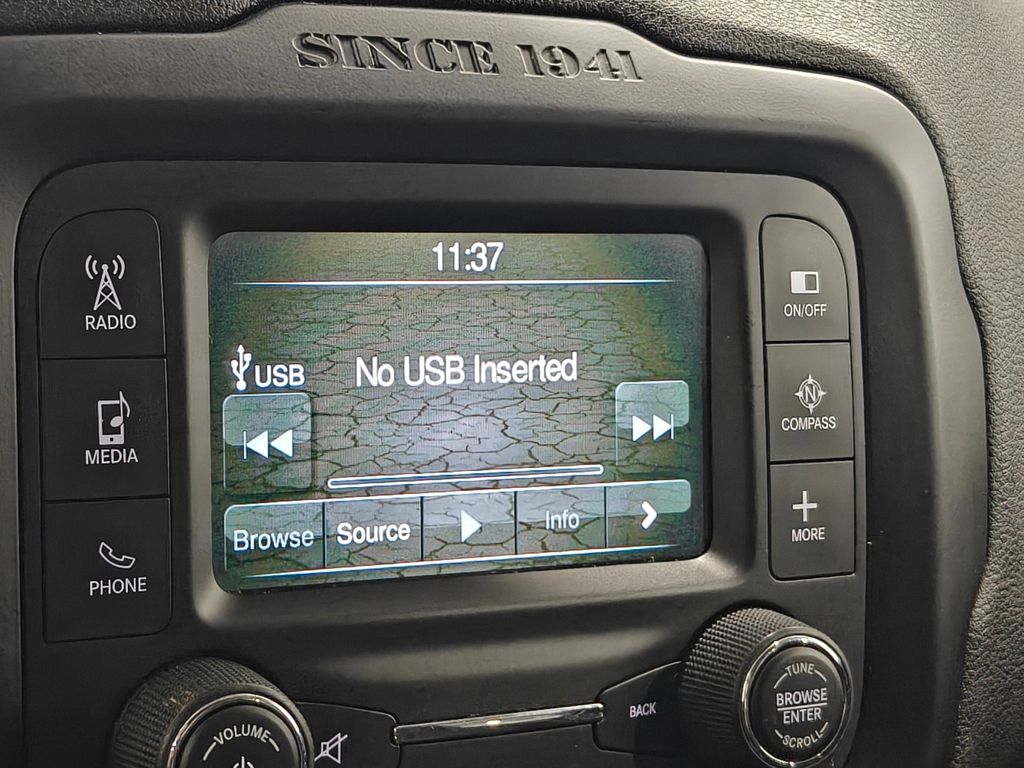 SINCE 1941
11:37
RADIO
MEDIA
PHONE
USB
No USB Inserted
Browse
Source
Info
ON/OFF
N
COMPASS
MORE
VOLUME
BACK
TUNE
BROWSE
ENTER
SCROLL